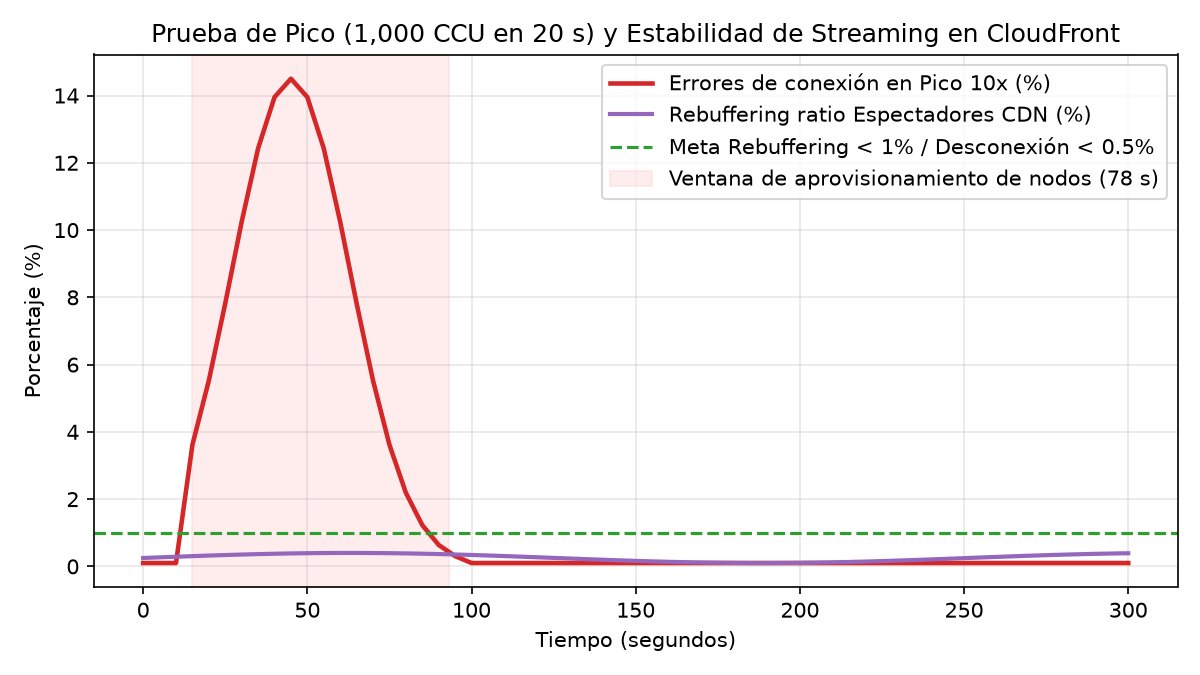 Prueba de Pico (1,000 CCU en 20 s) y Estabilidad de Streaming en CloudFront
Errores de conexión en Pico 10x (%)
Rebuffering ratio Espectadores CDN (%)
Meta Rebuffering < 1% / Desconexión < 0.5%
Ventana de aprovisionamiento de nodos (78 s)
Porcentaje (%)
14
12
10
8
6
4
2
0
0 50 100 150 200 250 300
Tiempo (segundos)